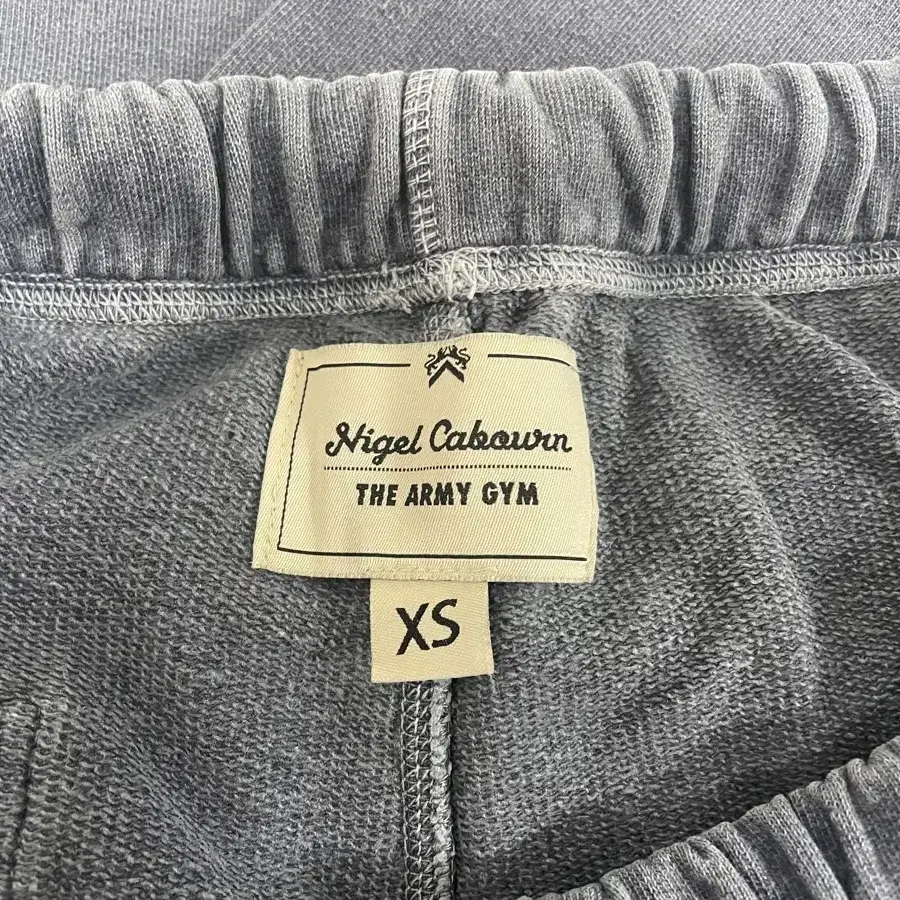 Nigel Cabourn
THE ARMY GYM
XS